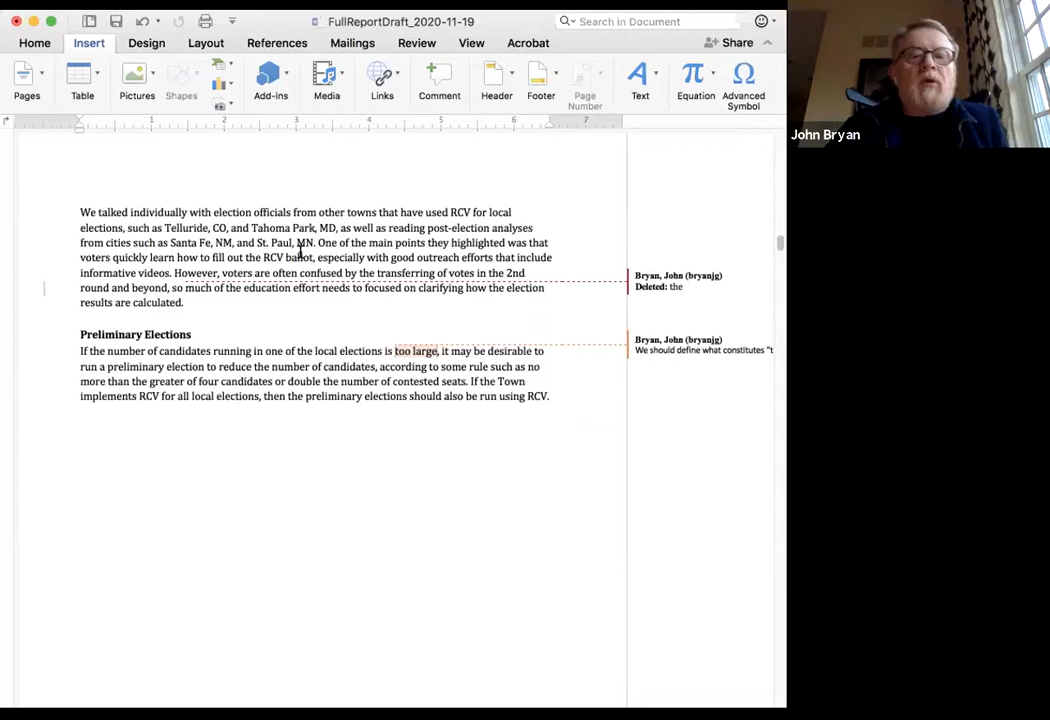 FullReportDraft_2020-11-19
Search in Document
Home Insert Design Layout References Mailings Review View Acrobat Share
Pages Table Pictures Shapes Add-ins Media Links Comment Header Footer Page Number Text Equation Advanced Symbol
1 2 3 4 5 6 7
We talked individually with election officials from other towns that have used RCV for local
elections, such as Telluride, CO, and Tahoma Park, MD, as well as reading post-election analyses
from cities such as Santa Fe, NM, and St. Paul, MN. One of the main points they highlighted was that
voters quickly learn how to fill out the RCV ballot, especially with good outreach efforts that include
informative videos. However, voters are often confused by the transferring of votes in the 2nd
round and beyond, so much of the education effort needs to focused on clarifying how the election
results are calculated.
Bryan, John (bryanjg)
Deleted: the
Preliminary Elections
If the number of candidates running in one of the local elections is too large, it may be desirable to
run a preliminary election to reduce the number of candidates, according to some rule such as no
more than the greater of four candidates or double the number of contested seats. If the Town
implements RCV for all local elections, then the preliminary elections should also be run using RCV.
Bryan, John (bryanjg)
We should define what constitutes "t
John Bryan